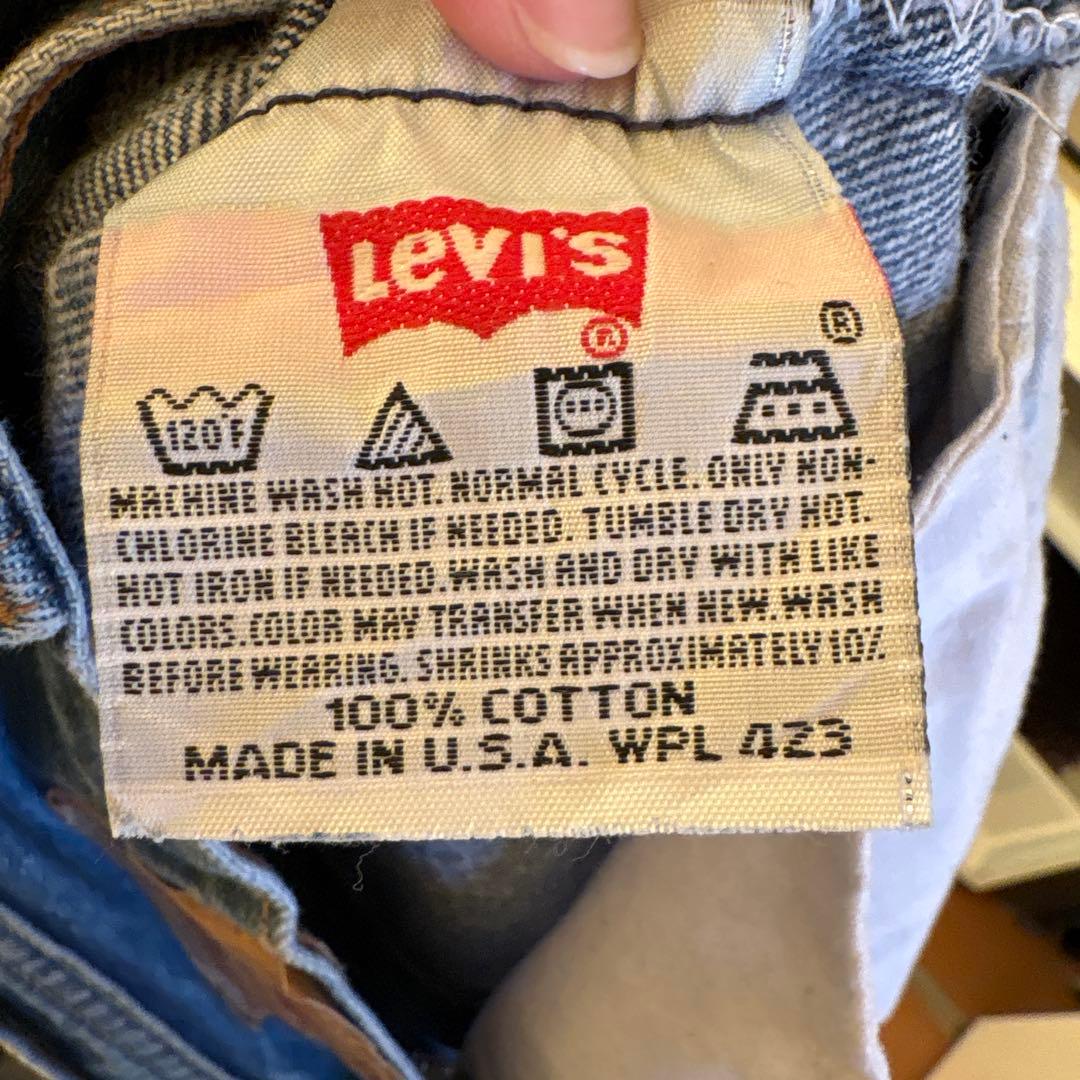 Levi's
®
®
120°F
MACHINE WASH HOT. NORMAL CYCLE. ONLY NON-
CHLORINE BLEACH IF NEEDED. TUMBLE DRY HOT.
HOT IRON IF NEEDED. WASH AND DRY WITH LIKE
COLORS. COLOR MAY TRANSFER WHEN NEW. WASH
BEFORE WEARING. SHRINKS APPROXIMATELY 10%
100% COTTON
MADE IN U.S.A. WPL 423